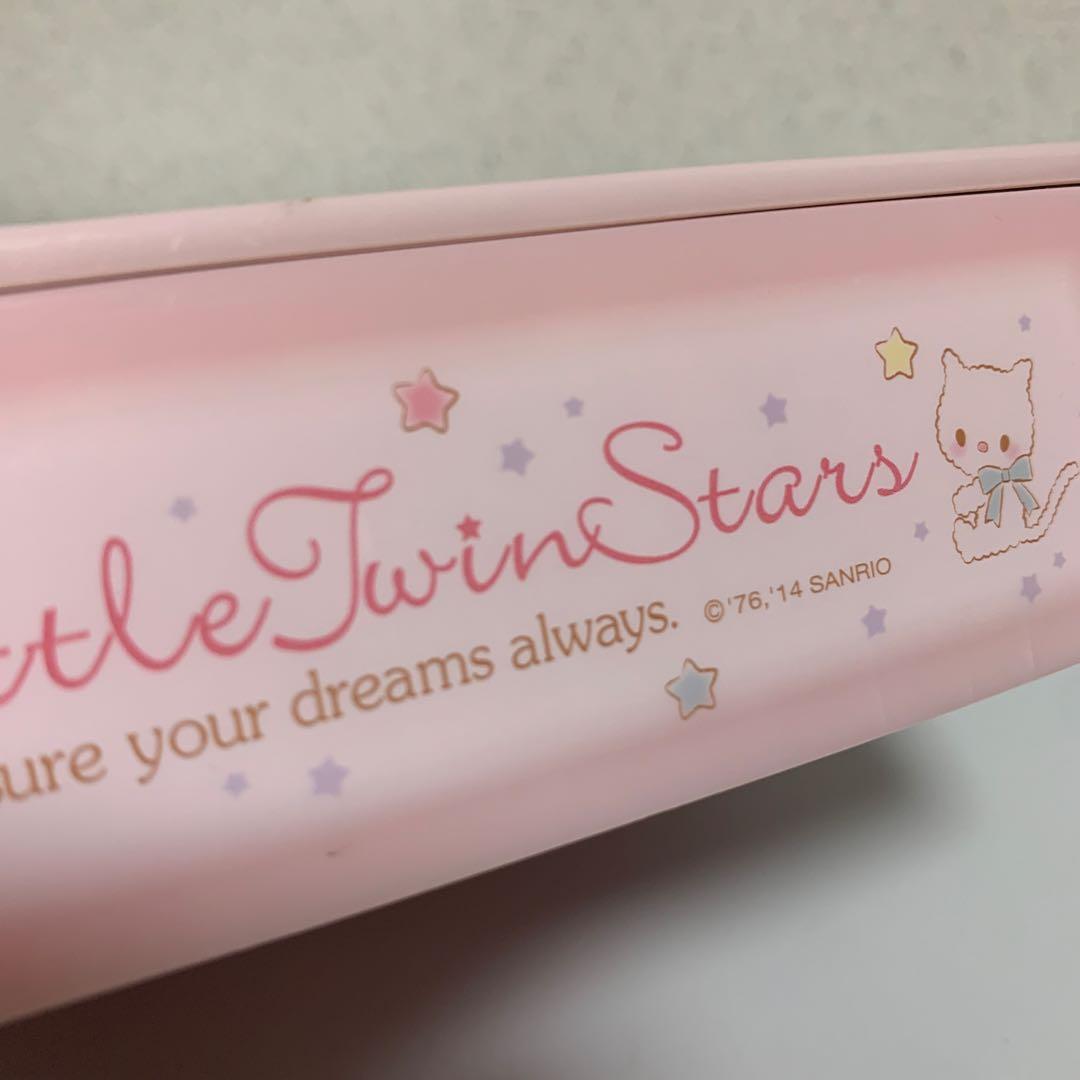 ttleTwinStars
ure your dreams always.
©'76,'14 SANRIO